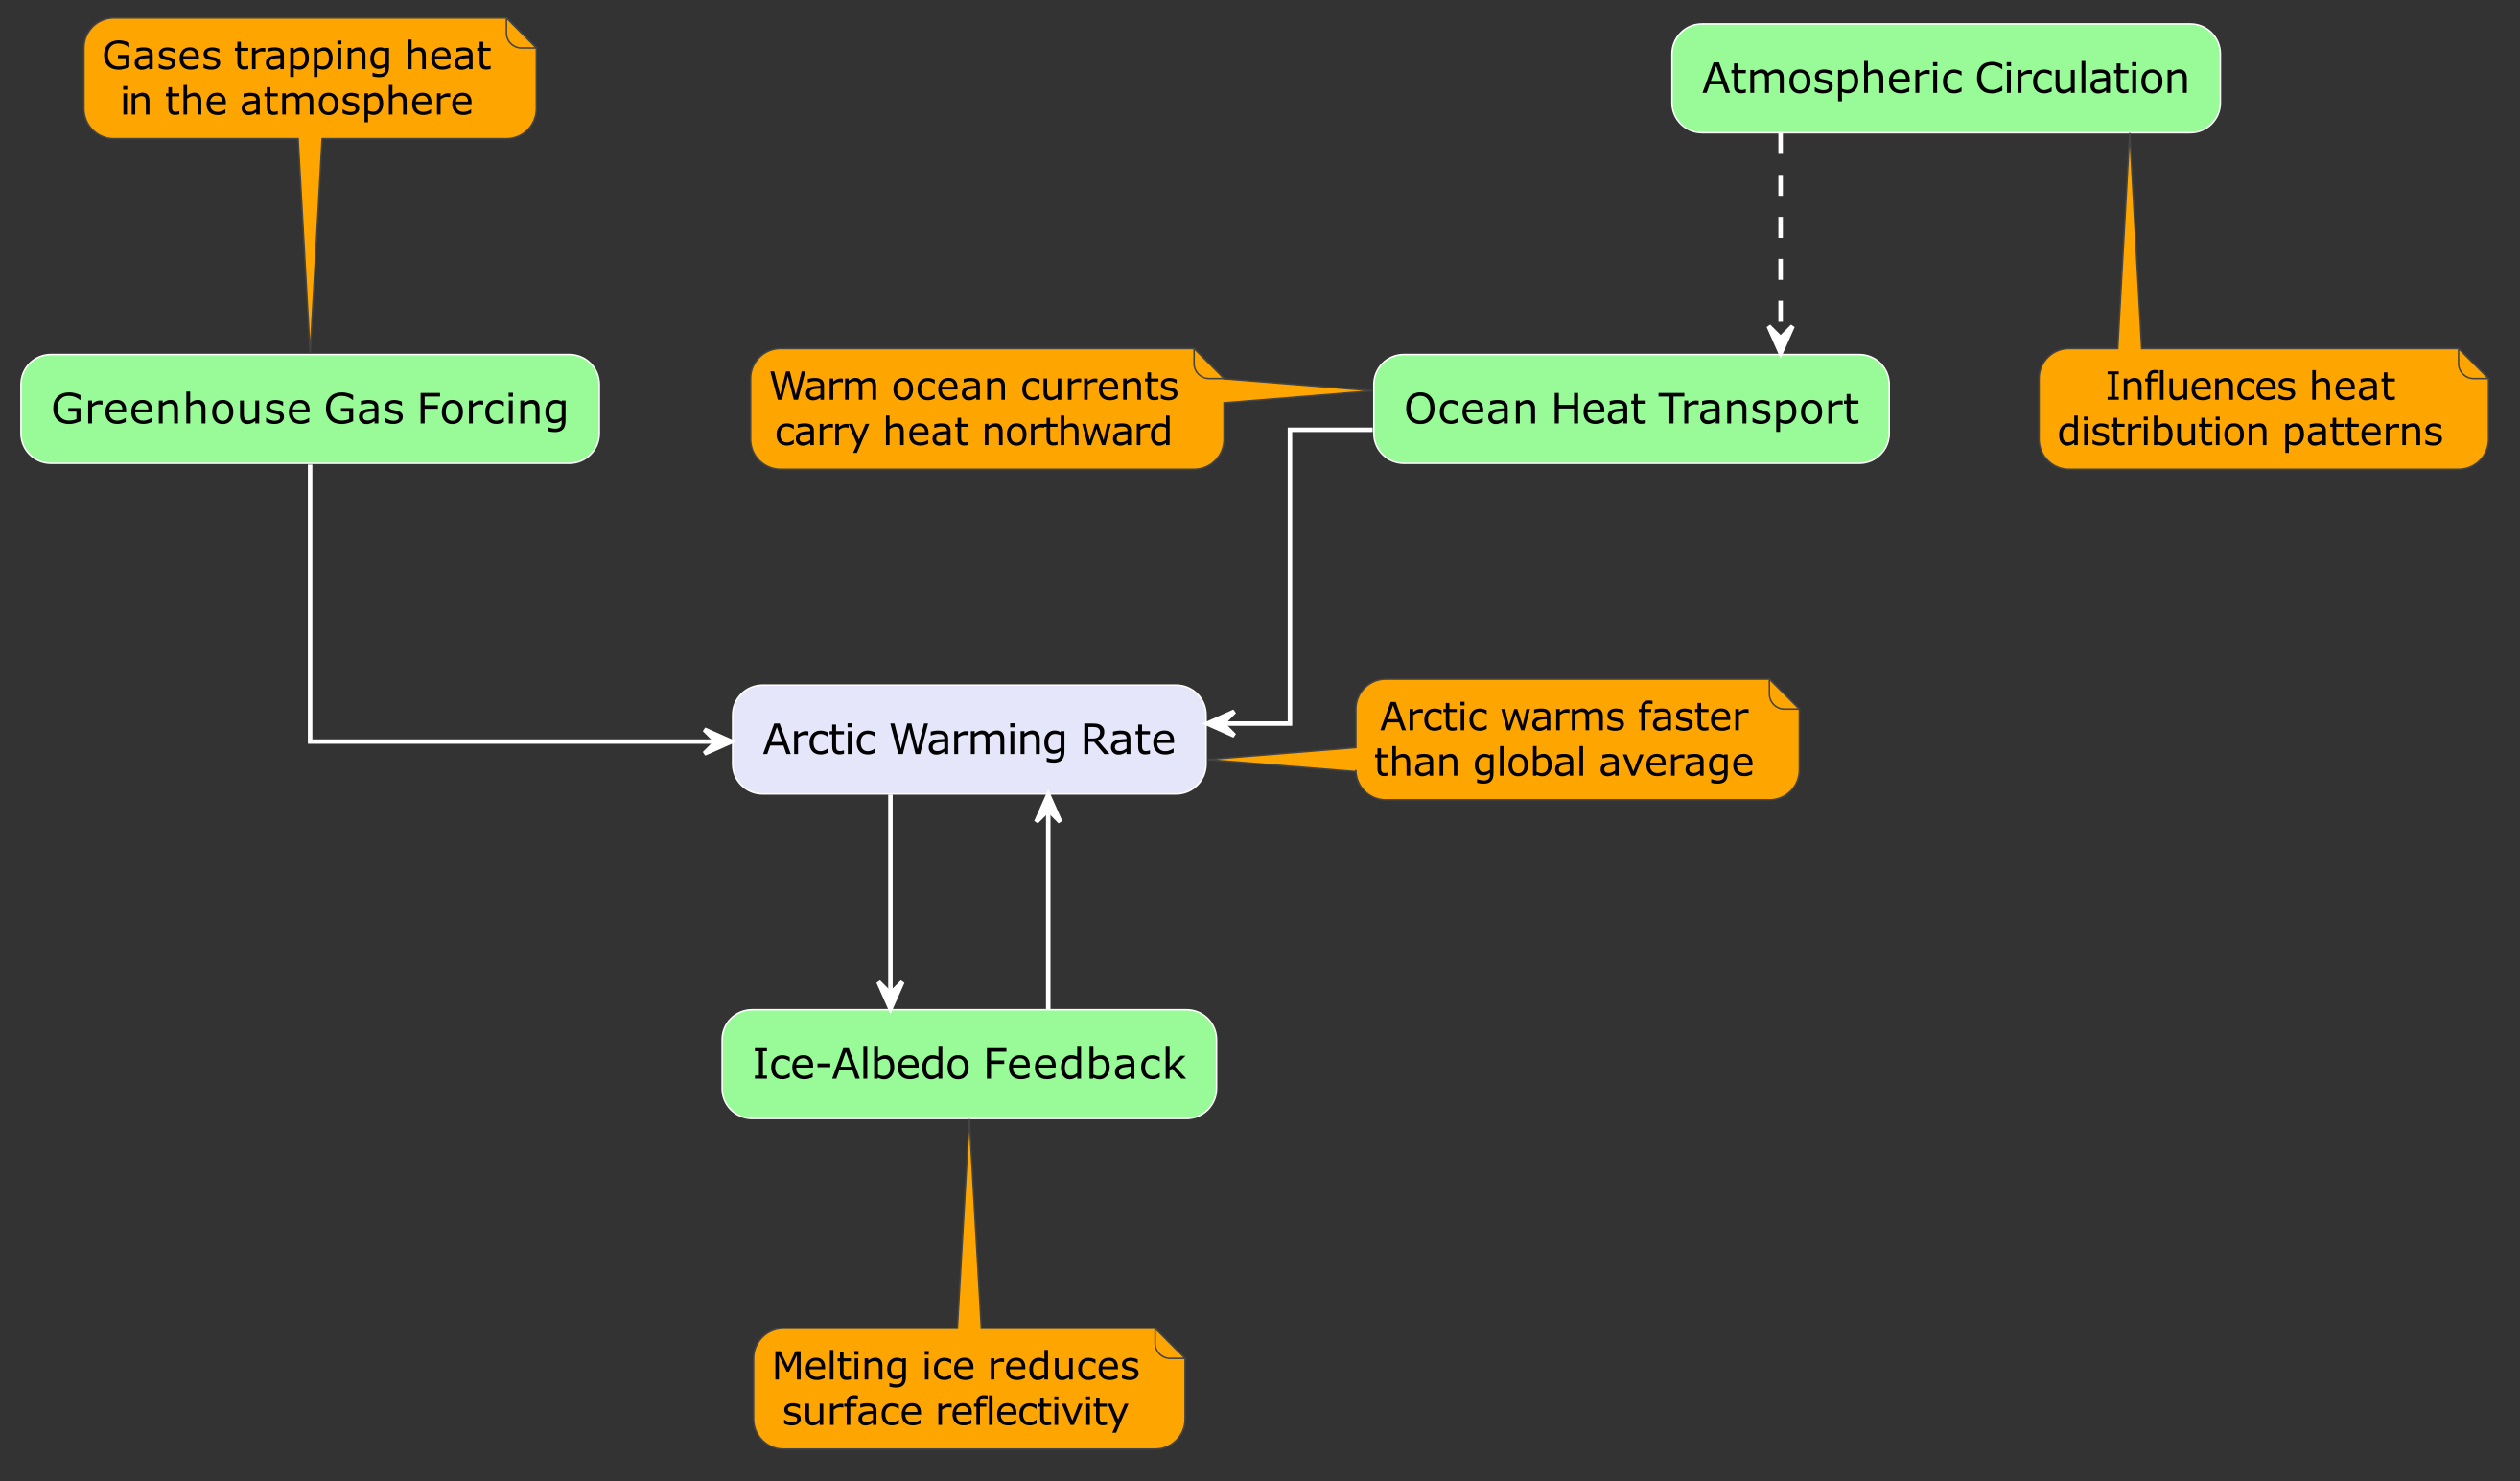 Gases trapping heat
in the atmosphere
Atmospheric Circulation
Greenhouse Gas Forcing
Warm ocean currents
carry heat northward
Ocean Heat Transport
Influences heat
distribution patterns
Arctic Warming Rate
Arctic warms faster
than global average
Ice-Albedo Feedback
Melting ice reduces
surface reflectivity